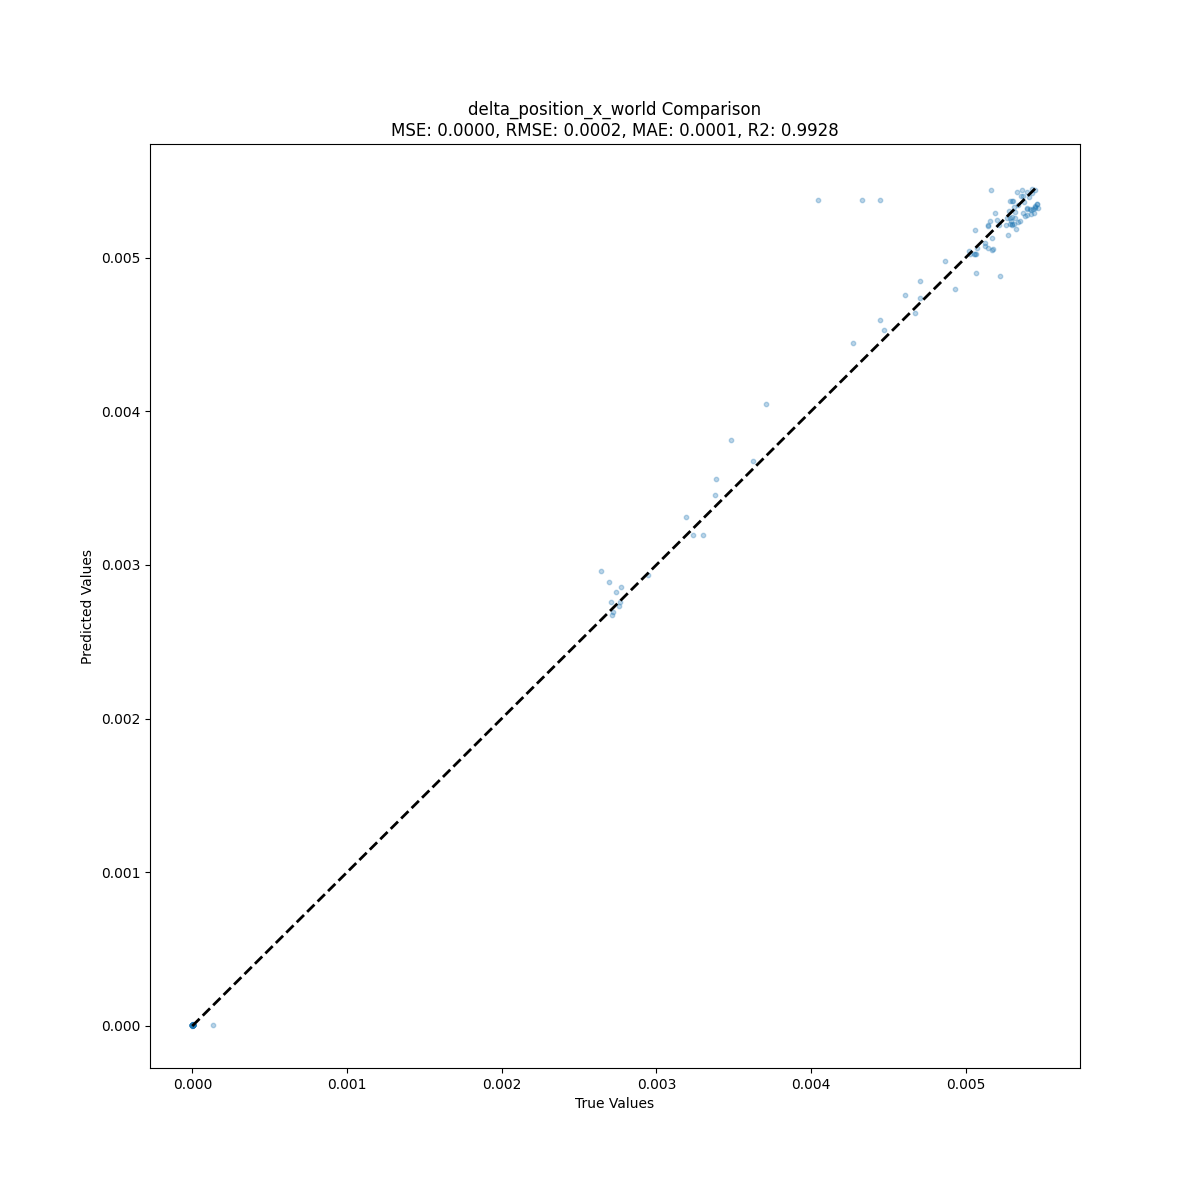 delta_position_x_world Comparison
MSE: 0.0000, RMSE: 0.0002, MAE: 0.0001, R2: 0.9928
Predicted Values
0.005
0.004
0.003
0.002
0.001
0.000
0.000 0.001 0.002 0.003 0.004 0.005
True Values